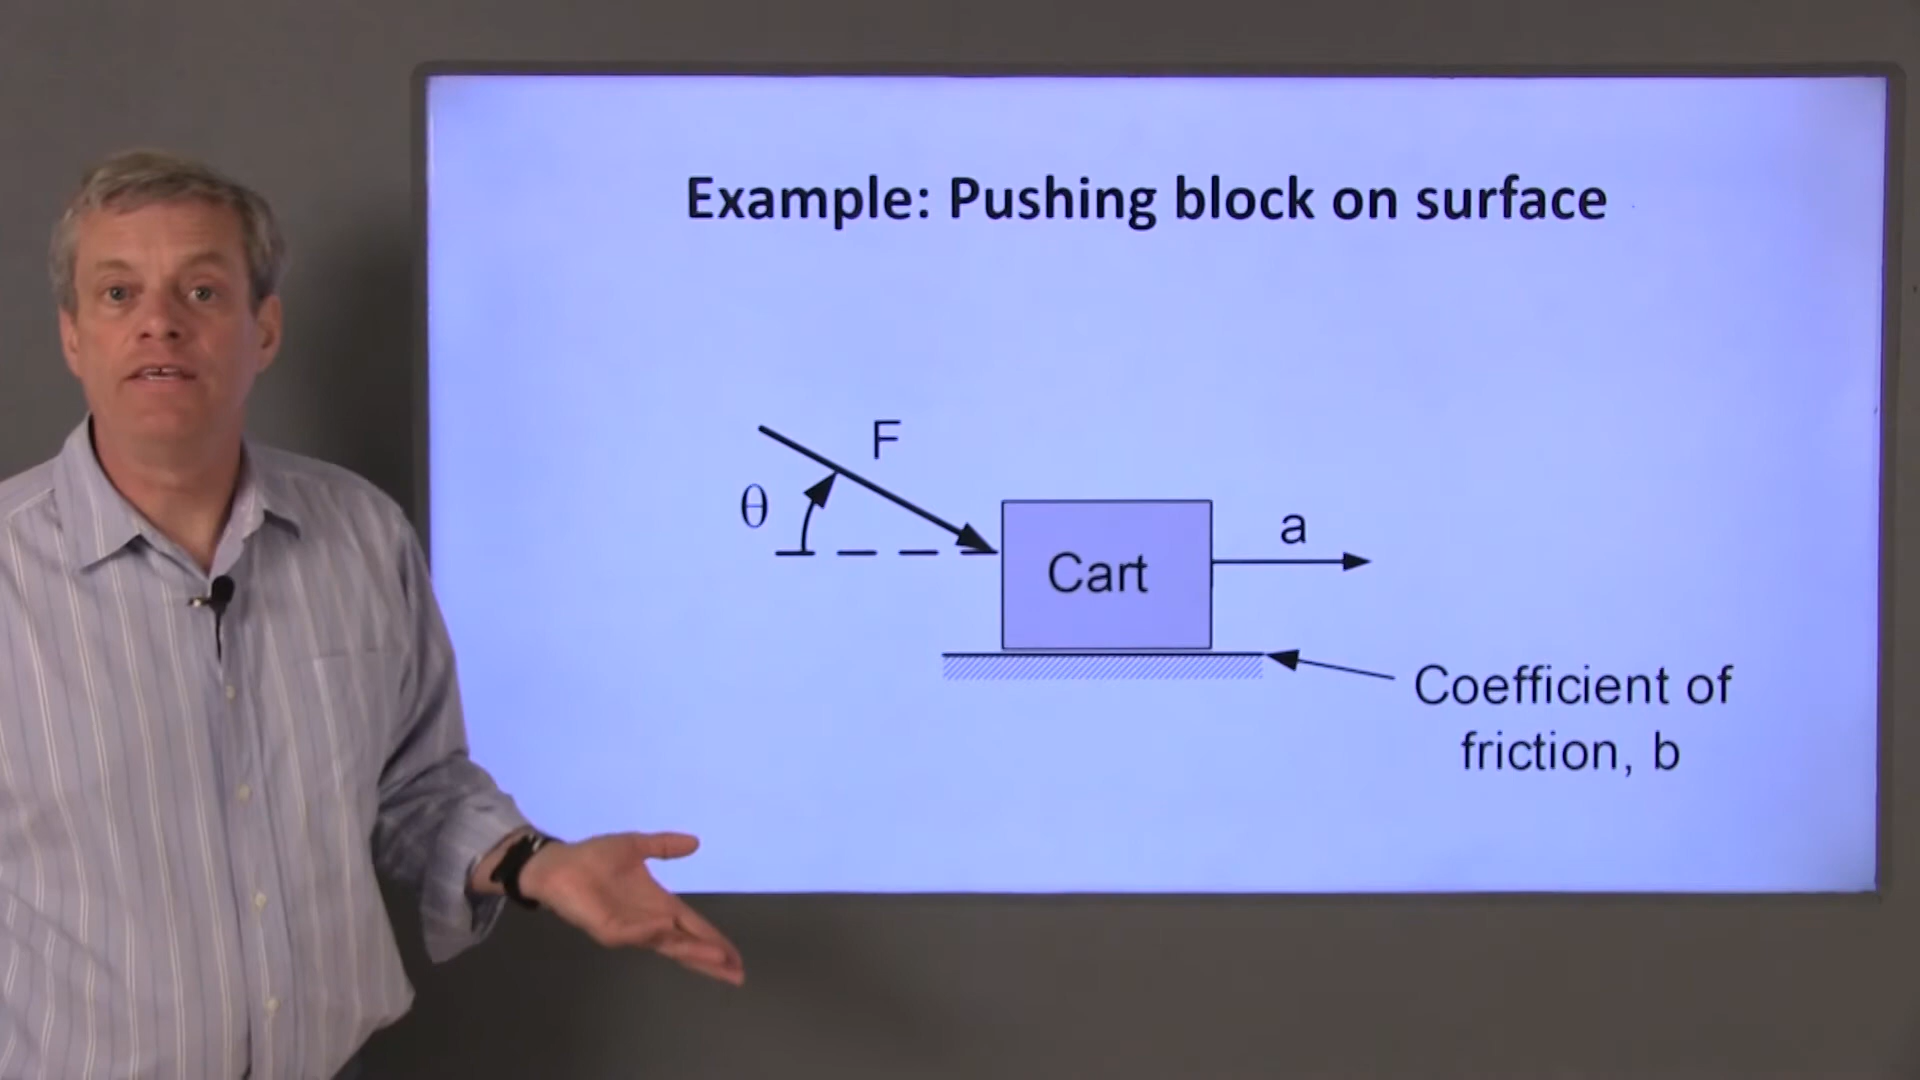 Example: Pushing block on surface
F
θ
a
Cart
Coefficient of
friction, b